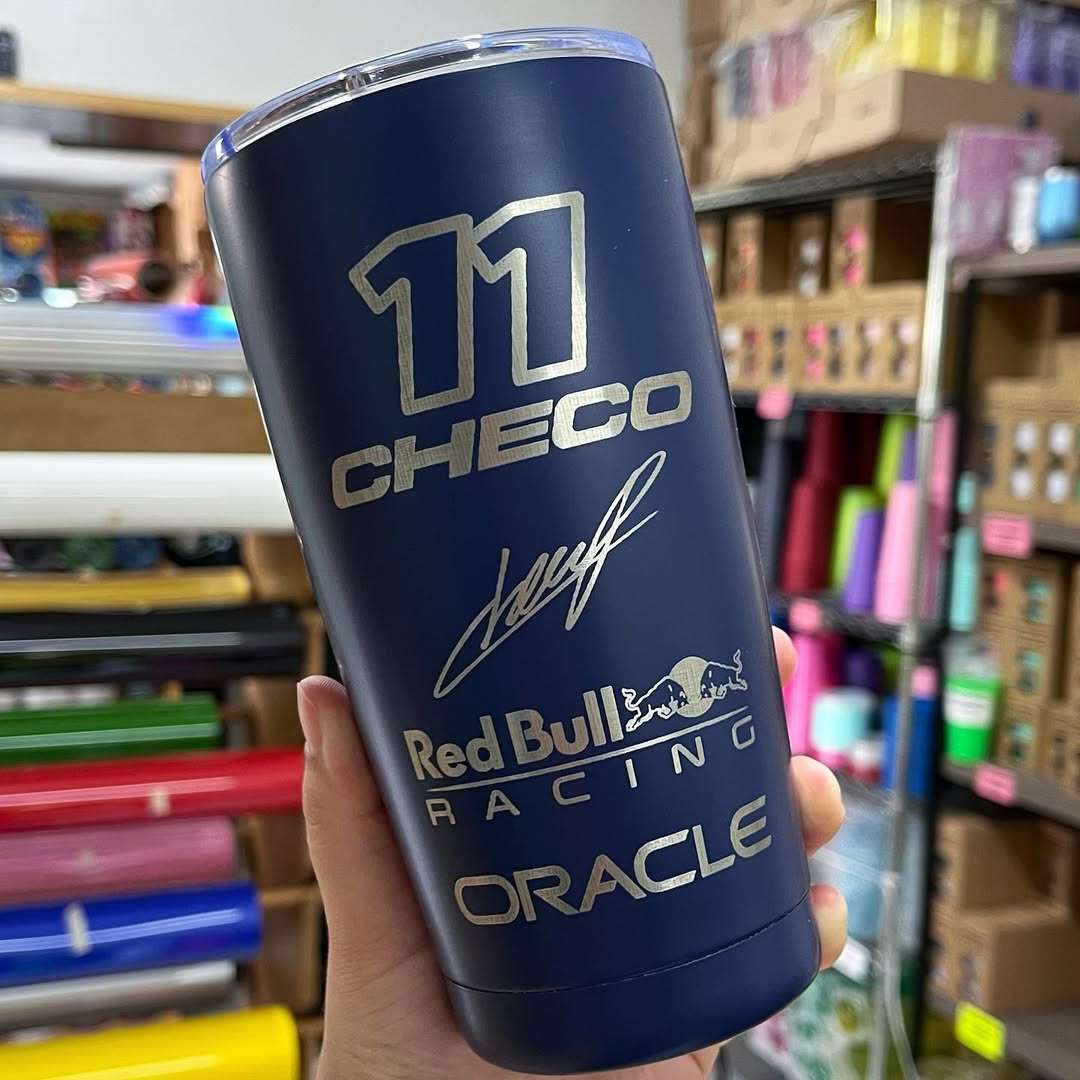 11
CHECO
Red Bull
RACING
ORACLE